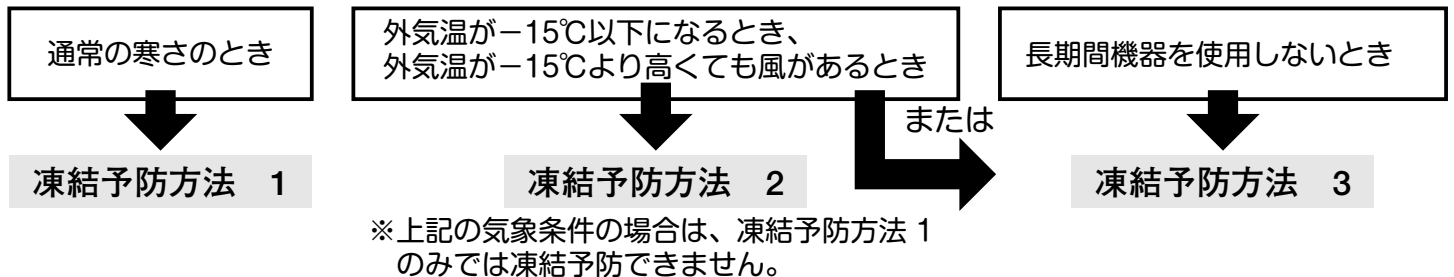 通常の寒さのとき
外気温が－15℃以下になるとき、
外気温が－15℃より高くても風があるとき
長期間機器を使用しないとき
または
凍結予防方法　1
凍結予防方法　2
凍結予防方法　3
※上記の気象条件の場合は、凍結予防方法 1
のみでは凍結予防できません。